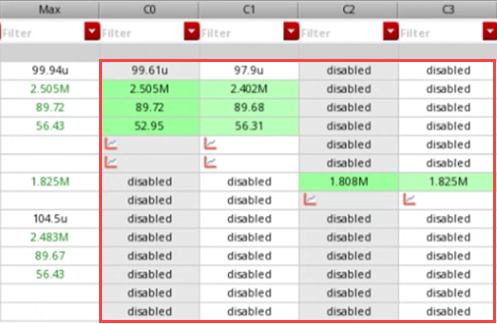 Max C0 C1 C2 C3
Filter Filter Filter Filter Filter
99.94u 99.61u 97.9u disabled disabled
2.505M 2.505M 2.402M disabled disabled
89.72 89.72 89.68 disabled disabled
56.43 52.95 56.31 disabled disabled
disabled disabled
disabled disabled
1.825M disabled disabled 1.808M 1.825M
disabled disabled
104.5u disabled disabled disabled disabled
2.483M disabled disabled disabled disabled
89.67 disabled disabled disabled disabled
56.43 disabled disabled disabled disabled
disabled disabled disabled disabled
disabled disabled disabled disabled